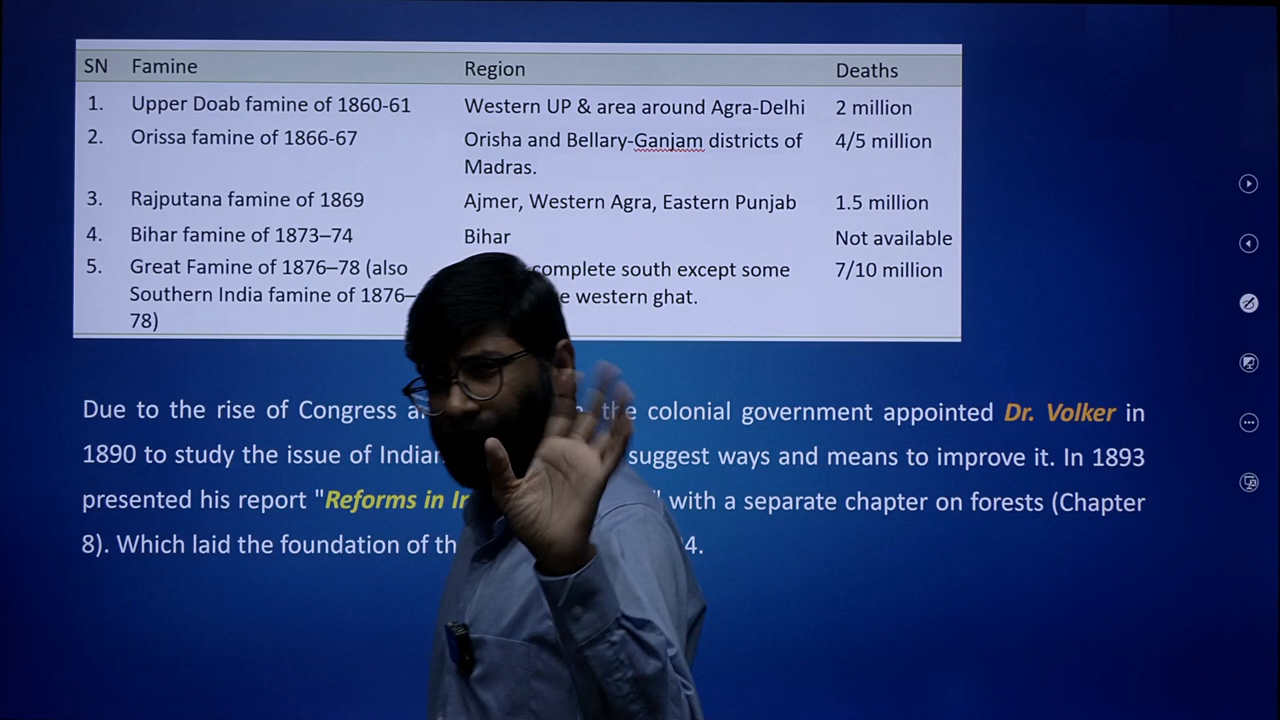 SN Famine Region Deaths
1. Upper Doab famine of 1860-61 Western UP & area around Agra-Delhi 2 million
2. Orissa famine of 1866-67 Orisha and Bellary-Ganjam districts of Madras. 4/5 million
3. Rajputana famine of 1869 Ajmer, Western Agra, Eastern Punjab 1.5 million
4. Bihar famine of 1873–74 Bihar Not available
5. Great Famine of 1876–78 (also Southern India famine of 1876–78) complete south except some western ghat. 7/10 million
Due to the rise of Congress the colonial government appointed Dr. Volker in
1890 to study the issue of Indian suggest ways and means to improve it. In 1893
presented his report "Reforms in with a separate chapter on forests (Chapter
8). Which laid the foundation of